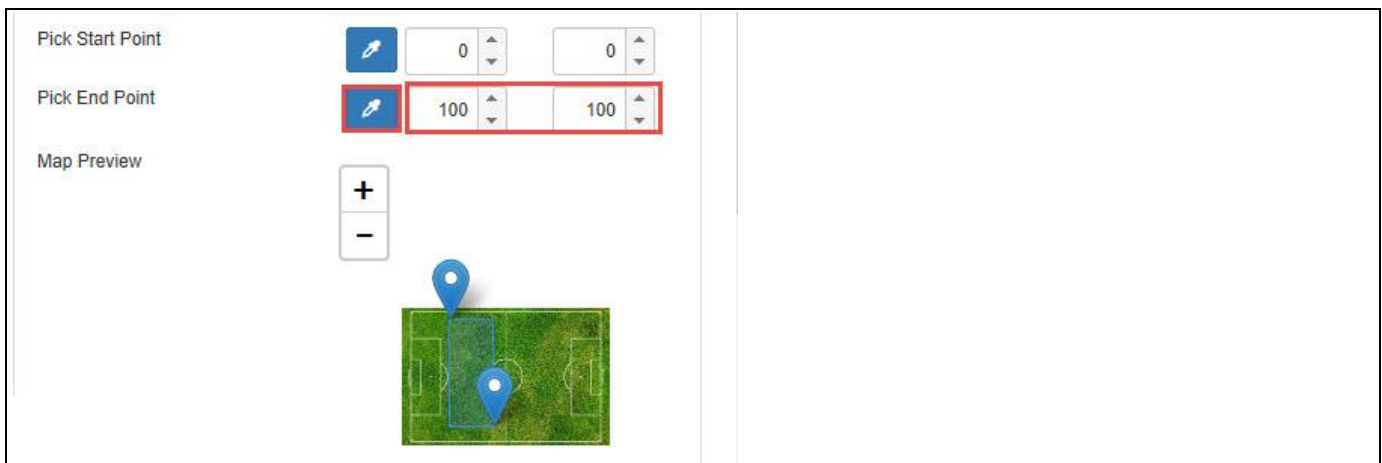 Pick Start Point 0 0
Pick End Point 100 100
Map Preview
+
−